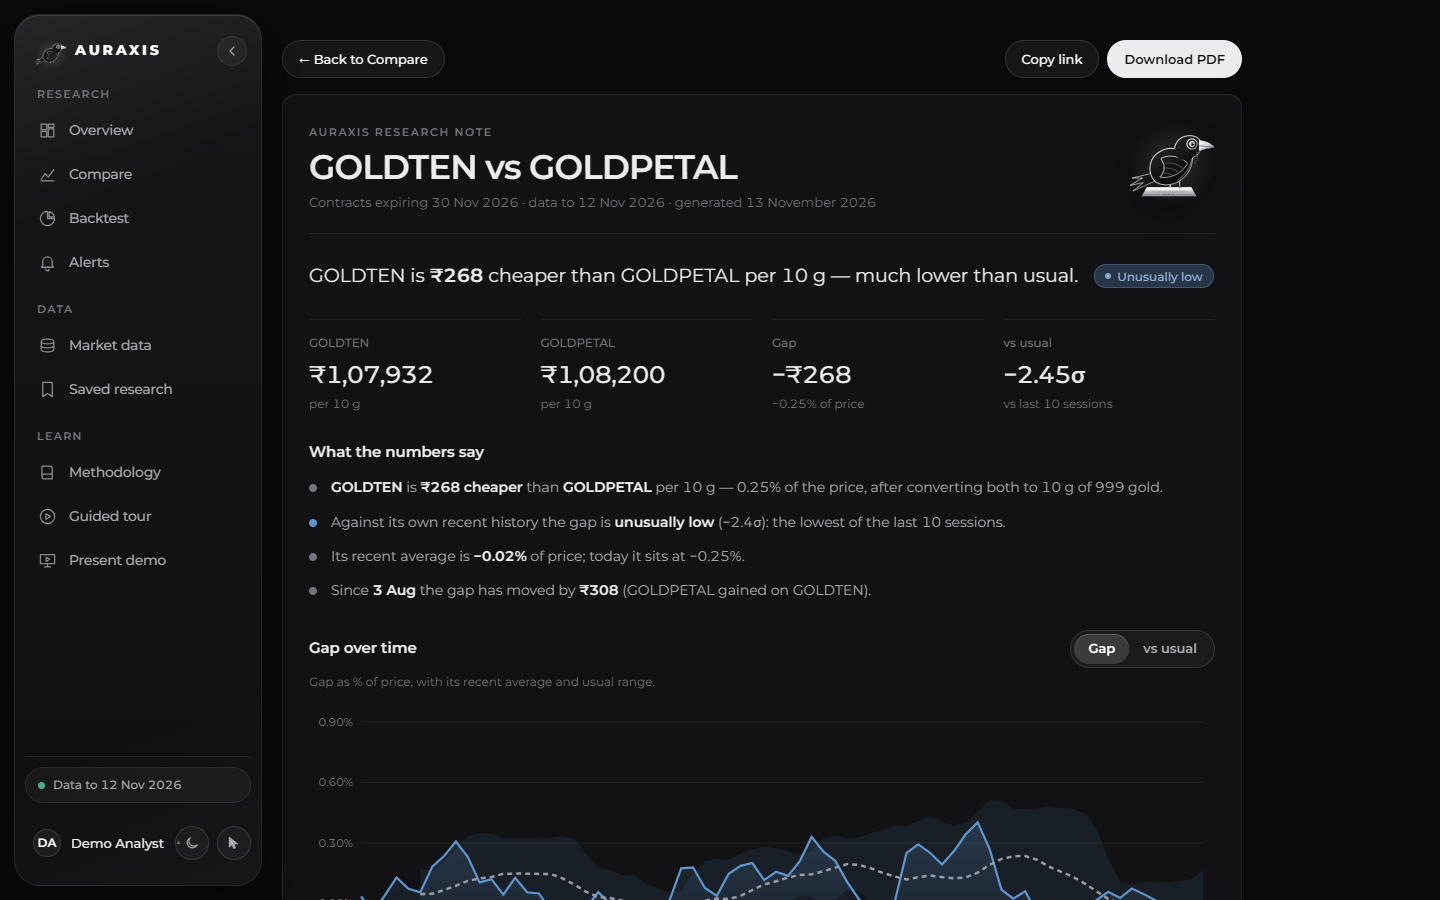 AURAXIS
RESEARCH
Overview
Compare
Backtest
Alerts
DATA
Market data
Saved research
LEARN
Methodology
Guided tour
Present demo
Data to 12 Nov 2026
DA Demo Analyst
← Back to Compare
Copy link
Download PDF
AURAXIS RESEARCH NOTE
GOLDTEN vs GOLDPETAL
Contracts expiring 30 Nov 2026 · data to 12 Nov 2026 · generated 13 November 2026
GOLDTEN is ₹268 cheaper than GOLDPETAL per 10 g — much lower than usual.
Unusually low
GOLDTEN
₹1,07,932
per 10 g
GOLDPETAL
₹1,08,200
per 10 g
Gap
−₹268
−0.25% of price
vs usual
−2.45σ
vs last 10 sessions
What the numbers say
GOLDTEN is ₹268 cheaper than GOLDPETAL per 10 g — 0.25% of the price, after converting both to 10 g of 999 gold.
Against its own recent history the gap is unusually low (−2.4σ): the lowest of the last 10 sessions.
Its recent average is −0.02% of price; today it sits at −0.25%.
Since 3 Aug the gap has moved by ₹308 (GOLDPETAL gained on GOLDTEN).
Gap over time
Gap
vs usual
Gap as % of price, with its recent average and usual range.
0.90%
0.60%
0.30%